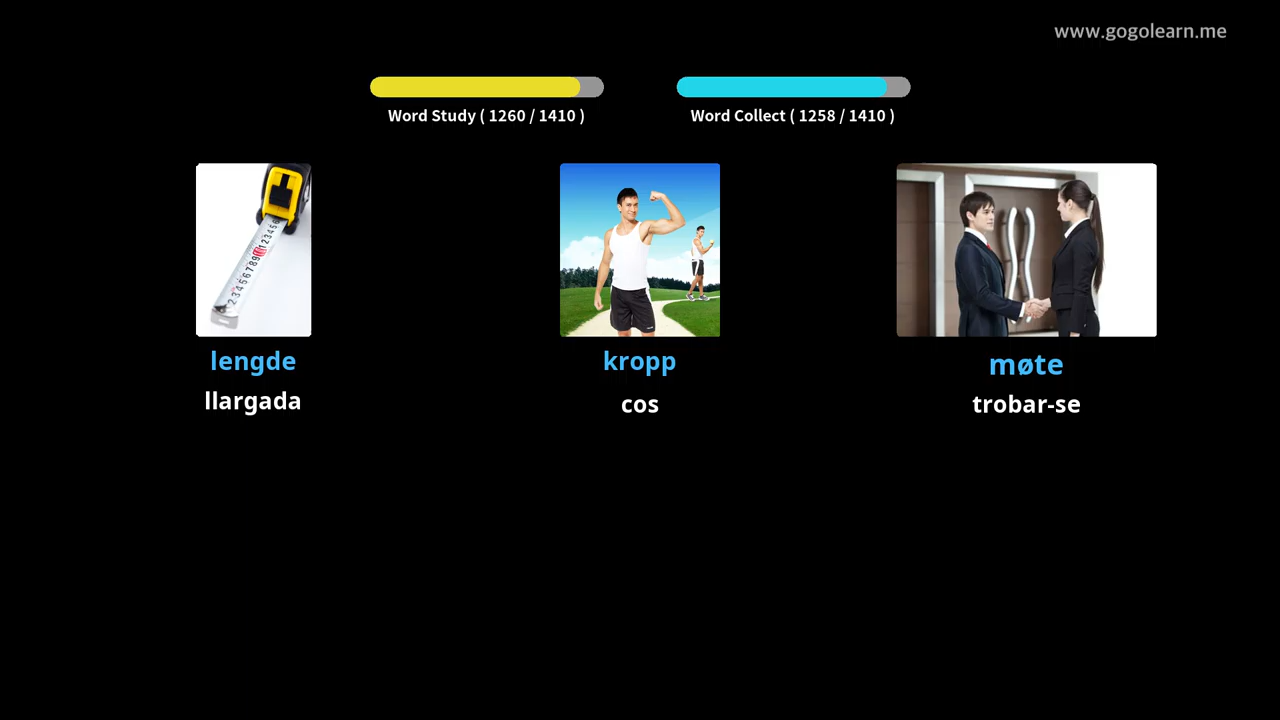 www.gogolearn.me
Word Study ( 1260 / 1410 )
Word Collect ( 1258 / 1410 )
lengde
llargada
kropp
cos
møte
trobar-se